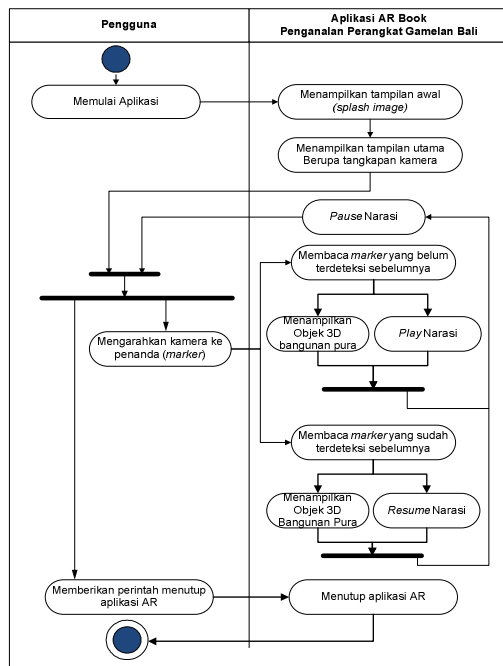 Pengguna
Aplikasi AR Book
Penganalan Perangkat Gamelan Bali
Memulai Aplikasi
Menampilkan tampilan awal
(splash image)
Menampilkan tampilan utama
Berupa tangkapan kamera
Pause Narasi
Membaca marker yang belum
terdeteksi sebelumnya
Mengarahkan kamera ke
penanda (marker)
Menampilkan
Objek 3D
bangunan pura
Play Narasi
Membaca marker yang sudah
terdeteksi sebelumnya
Menampilkan
Objek 3D
Bangunan Pura
Resume Narasi
Memberikan perintah menutup
aplikasi AR
Menutup aplikasi AR